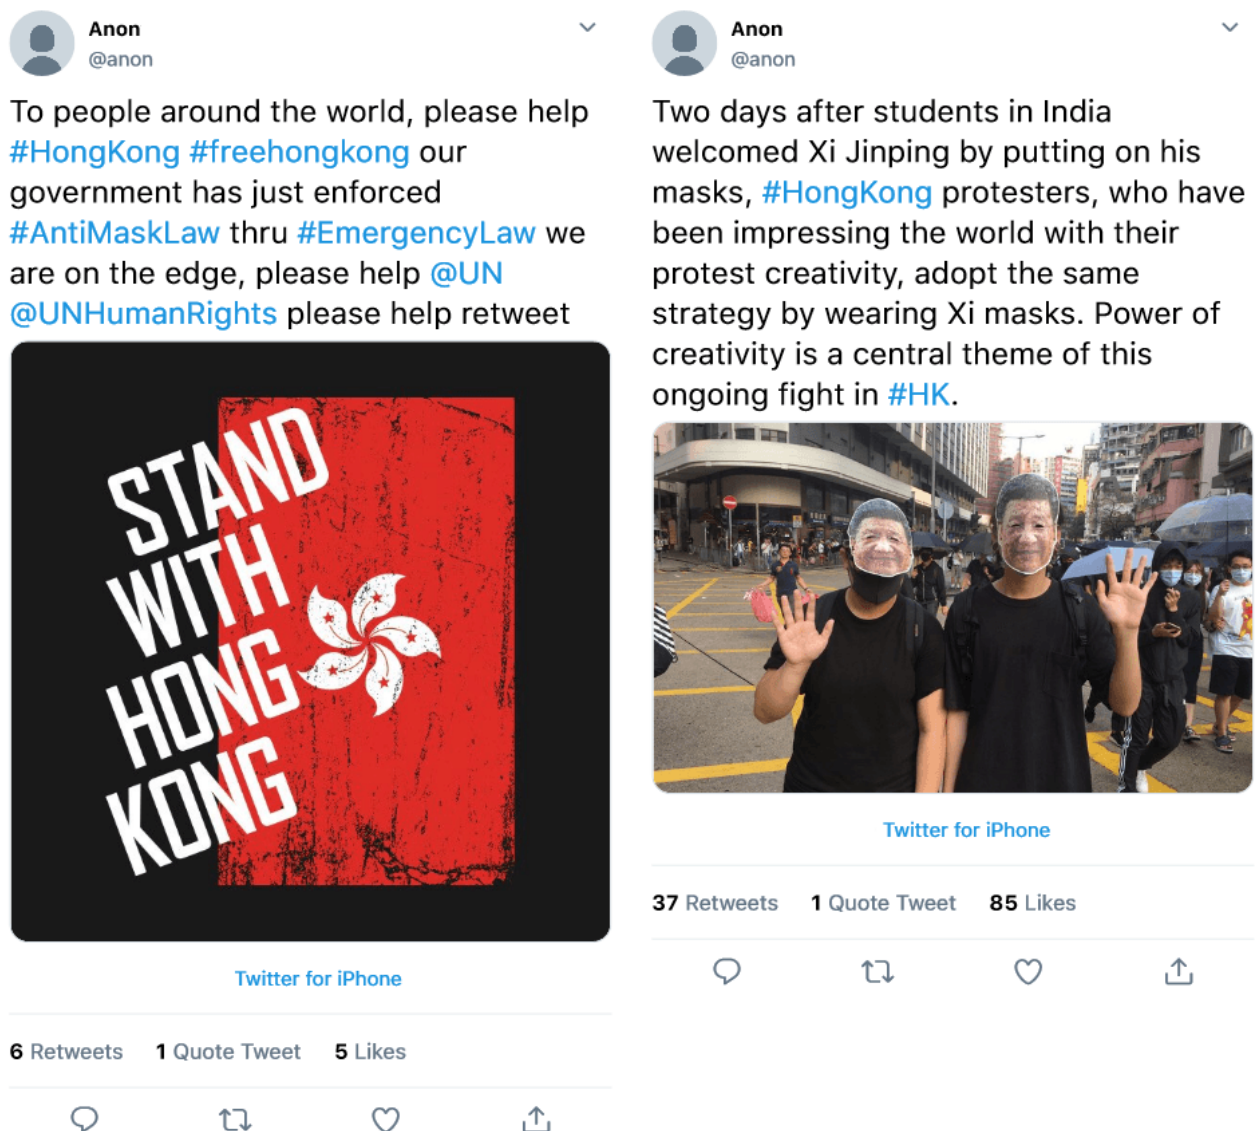 Anon
@anon
To people around the world, please help
#HongKong #freehongkong our
government has just enforced
#AntiMaskLaw thru #EmergencyLaw we
are on the edge, please help @UN
@UNHumanRights please help retweet
STAND
WITH
HONG
KONG
Twitter for iPhone
6 Retweets 1 Quote Tweet 5 Likes
Anon
@anon
Two days after students in India
welcomed Xi Jinping by putting on his
masks, #HongKong protesters, who have
been impressing the world with their
protest creativity, adopt the same
strategy by wearing Xi masks. Power of
creativity is a central theme of this
ongoing fight in #HK.
Twitter for iPhone
37 Retweets 1 Quote Tweet 85 Likes